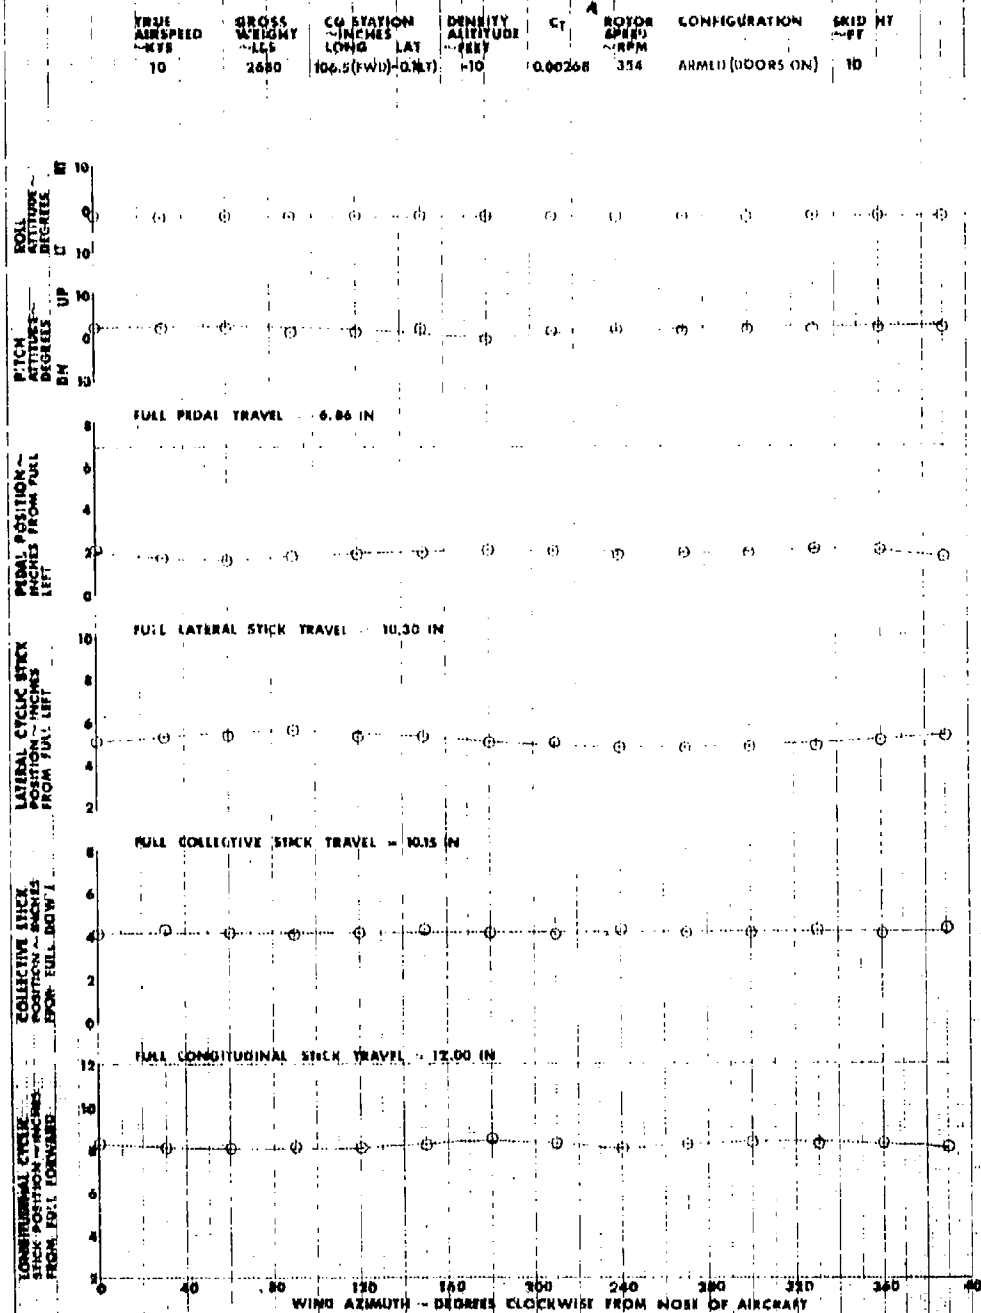 TRUE AIRSPEED ~KTS
GROSS WEIGHT ~LBS
CG STATION ~INCHES LONG LAT
DENSITY ALTITUDE ~FEET
CT
ROTOR SPEED ~RPM
CONFIGURATION
SKID HT ~FT
10 2680 106.5(FWD) -10 0.00268 354 ARMED (DOORS ON) 10
ROLL ATTITUDE ~ DEGREES
LT RT
10
0
10
PITCH ATTITUDE ~ DEGREES
DN UP
10
0
10
FULL PEDAL TRAVEL - 6.86 IN
PEDAL POSITION ~ INCHES FROM FULL LEFT
8
6
4
2
0
FULL LATERAL STICK TRAVEL - 10.30 IN
LATERAL CYCLIC STICK POSITION ~ INCHES FROM FULL LEFT
10
8
6
4
2
FULL COLLECTIVE STICK TRAVEL = 10.15 IN
COLLECTIVE STICK POSITION ~ INCHES FROM FULL DOWN
8
6
4
2
0
FULL LONGITUDINAL STICK TRAVEL - 12.00 IN
LONGITUDINAL CYCLIC STICK POSITION ~ INCHES FROM FULL FORWARD
12
10
8
6
4
2
0 40 80 120 160 200 240 280 320 360
WIND AZIMUTH ~ DEGREES CLOCKWISE FROM NOSE OF AIRCRAFT